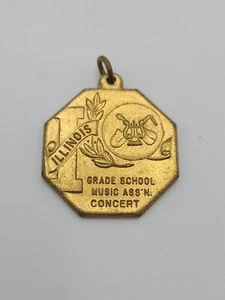 I
ILLINOIS
GRADE SCHOOL
MUSIC ASS'N.
CONCERT